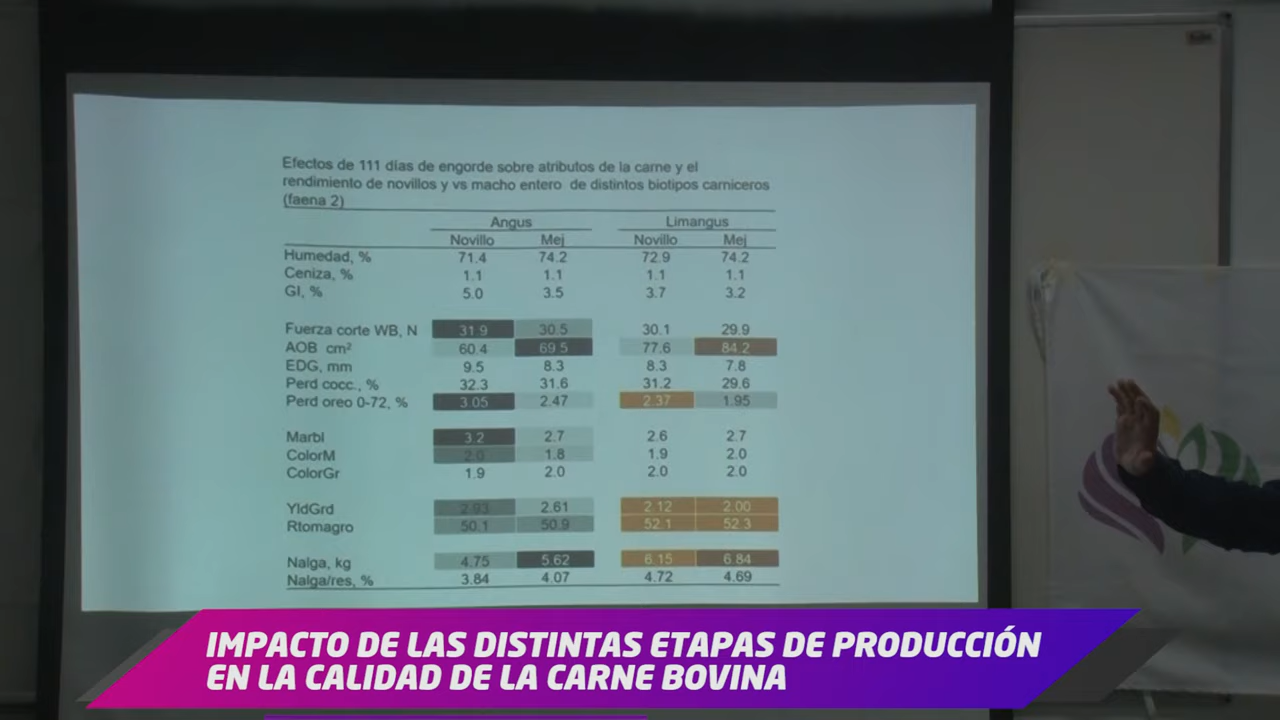 Efectos de 111 días de engorde sobre atributos de la carne y el
rendimiento de novillos y vs macho entero de distintos biotipos carniceros
(faena 2)
Angus Limangus
Novillo Mej Novillo Mej
Humedad, % 71.4 74.2 72.9 74.2
Ceniza, % 1.1 1.1 1.1 1.1
GI, % 5.0 3.5 3.7 3.2
Fuerza corte WB, N 31.9 30.5 30.1 29.9
AOB cm² 60.4 69.5 77.6 84.2
EDG, mm 9.5 8.3 8.3 7.8
Perd cocc., % 32.3 31.6 31.2 29.6
Perd oreo 0-72, % 3.05 2.47 2.37 1.95
Marbl 3.2 2.7 2.6 2.7
ColorM 2.0 1.8 1.9 2.0
ColorGr 1.9 2.0 2.0 2.0
YldGrd 2.93 2.61 2.12 2.00
Rtomagro 50.1 50.9 52.1 52.3
Nalga, kg 4.75 5.62 6.15 6.84
Nalga/res, % 3.84 4.07 4.72 4.69
IMPACTO DE LAS DISTINTAS ETAPAS DE PRODUCCIÓN
EN LA CALIDAD DE LA CARNE BOVINA